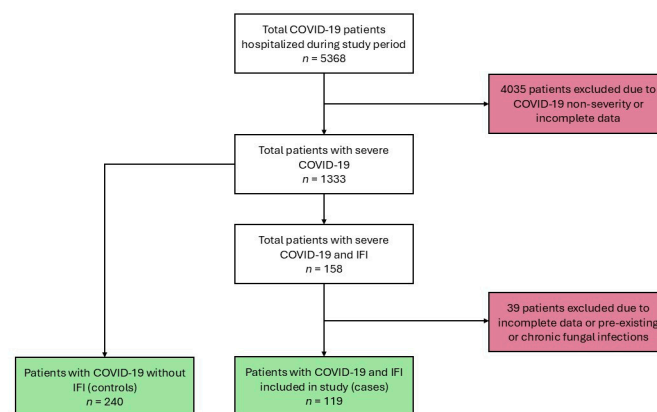 Total COVID-19 patients
hospitalized during study period
n = 5368
4035 patients excluded due to
COVID-19 non-severity or
incomplete data
Total patients with severe
COVID-19
n = 1333
Total patients with severe
COVID-19 and IFI
n = 158
39 patients excluded due to
incomplete data or pre-existing
or chronic fungal infections
Patients with COVID-19 without
IFI (controls)
n = 240
Patients with COVID-19 and IFI
included in study (cases)
n = 119